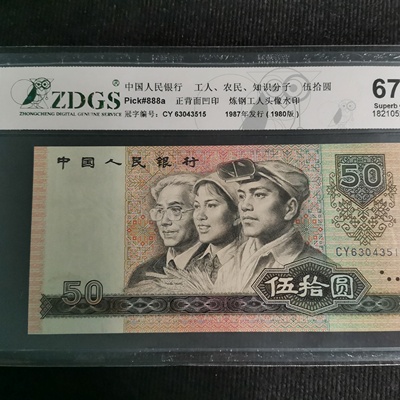 ZDGS®
ZHONGCHENG DIGITAL GENUINE SERVICE
中国人民银行 工人、农民、知识分子 伍拾圆
Pick#888a 正背面凹印 炼钢工人头像水印
冠字编号: CY 63043515 1987年发行 (1980版)
67
Superb
182105
中国人民银行
50
CY6304351
50
伍拾圆